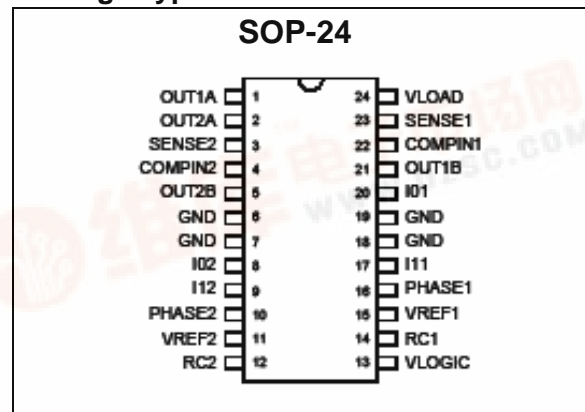 SOP-24
OUT1A 1 24 VLOAD
OUT2A 2 23 SENSE1
SENSE2 3 22 COMPIN1
COMPIN2 4 21 OUT1B
OUT2B 5 20 I01
GND 6 19 GND
GND 7 18 GND
I02 8 17 I11
I12 9 16 PHASE1
PHASE2 10 15 VREF1
VREF2 11 14 RC1
RC2 12 13 VLOGIC